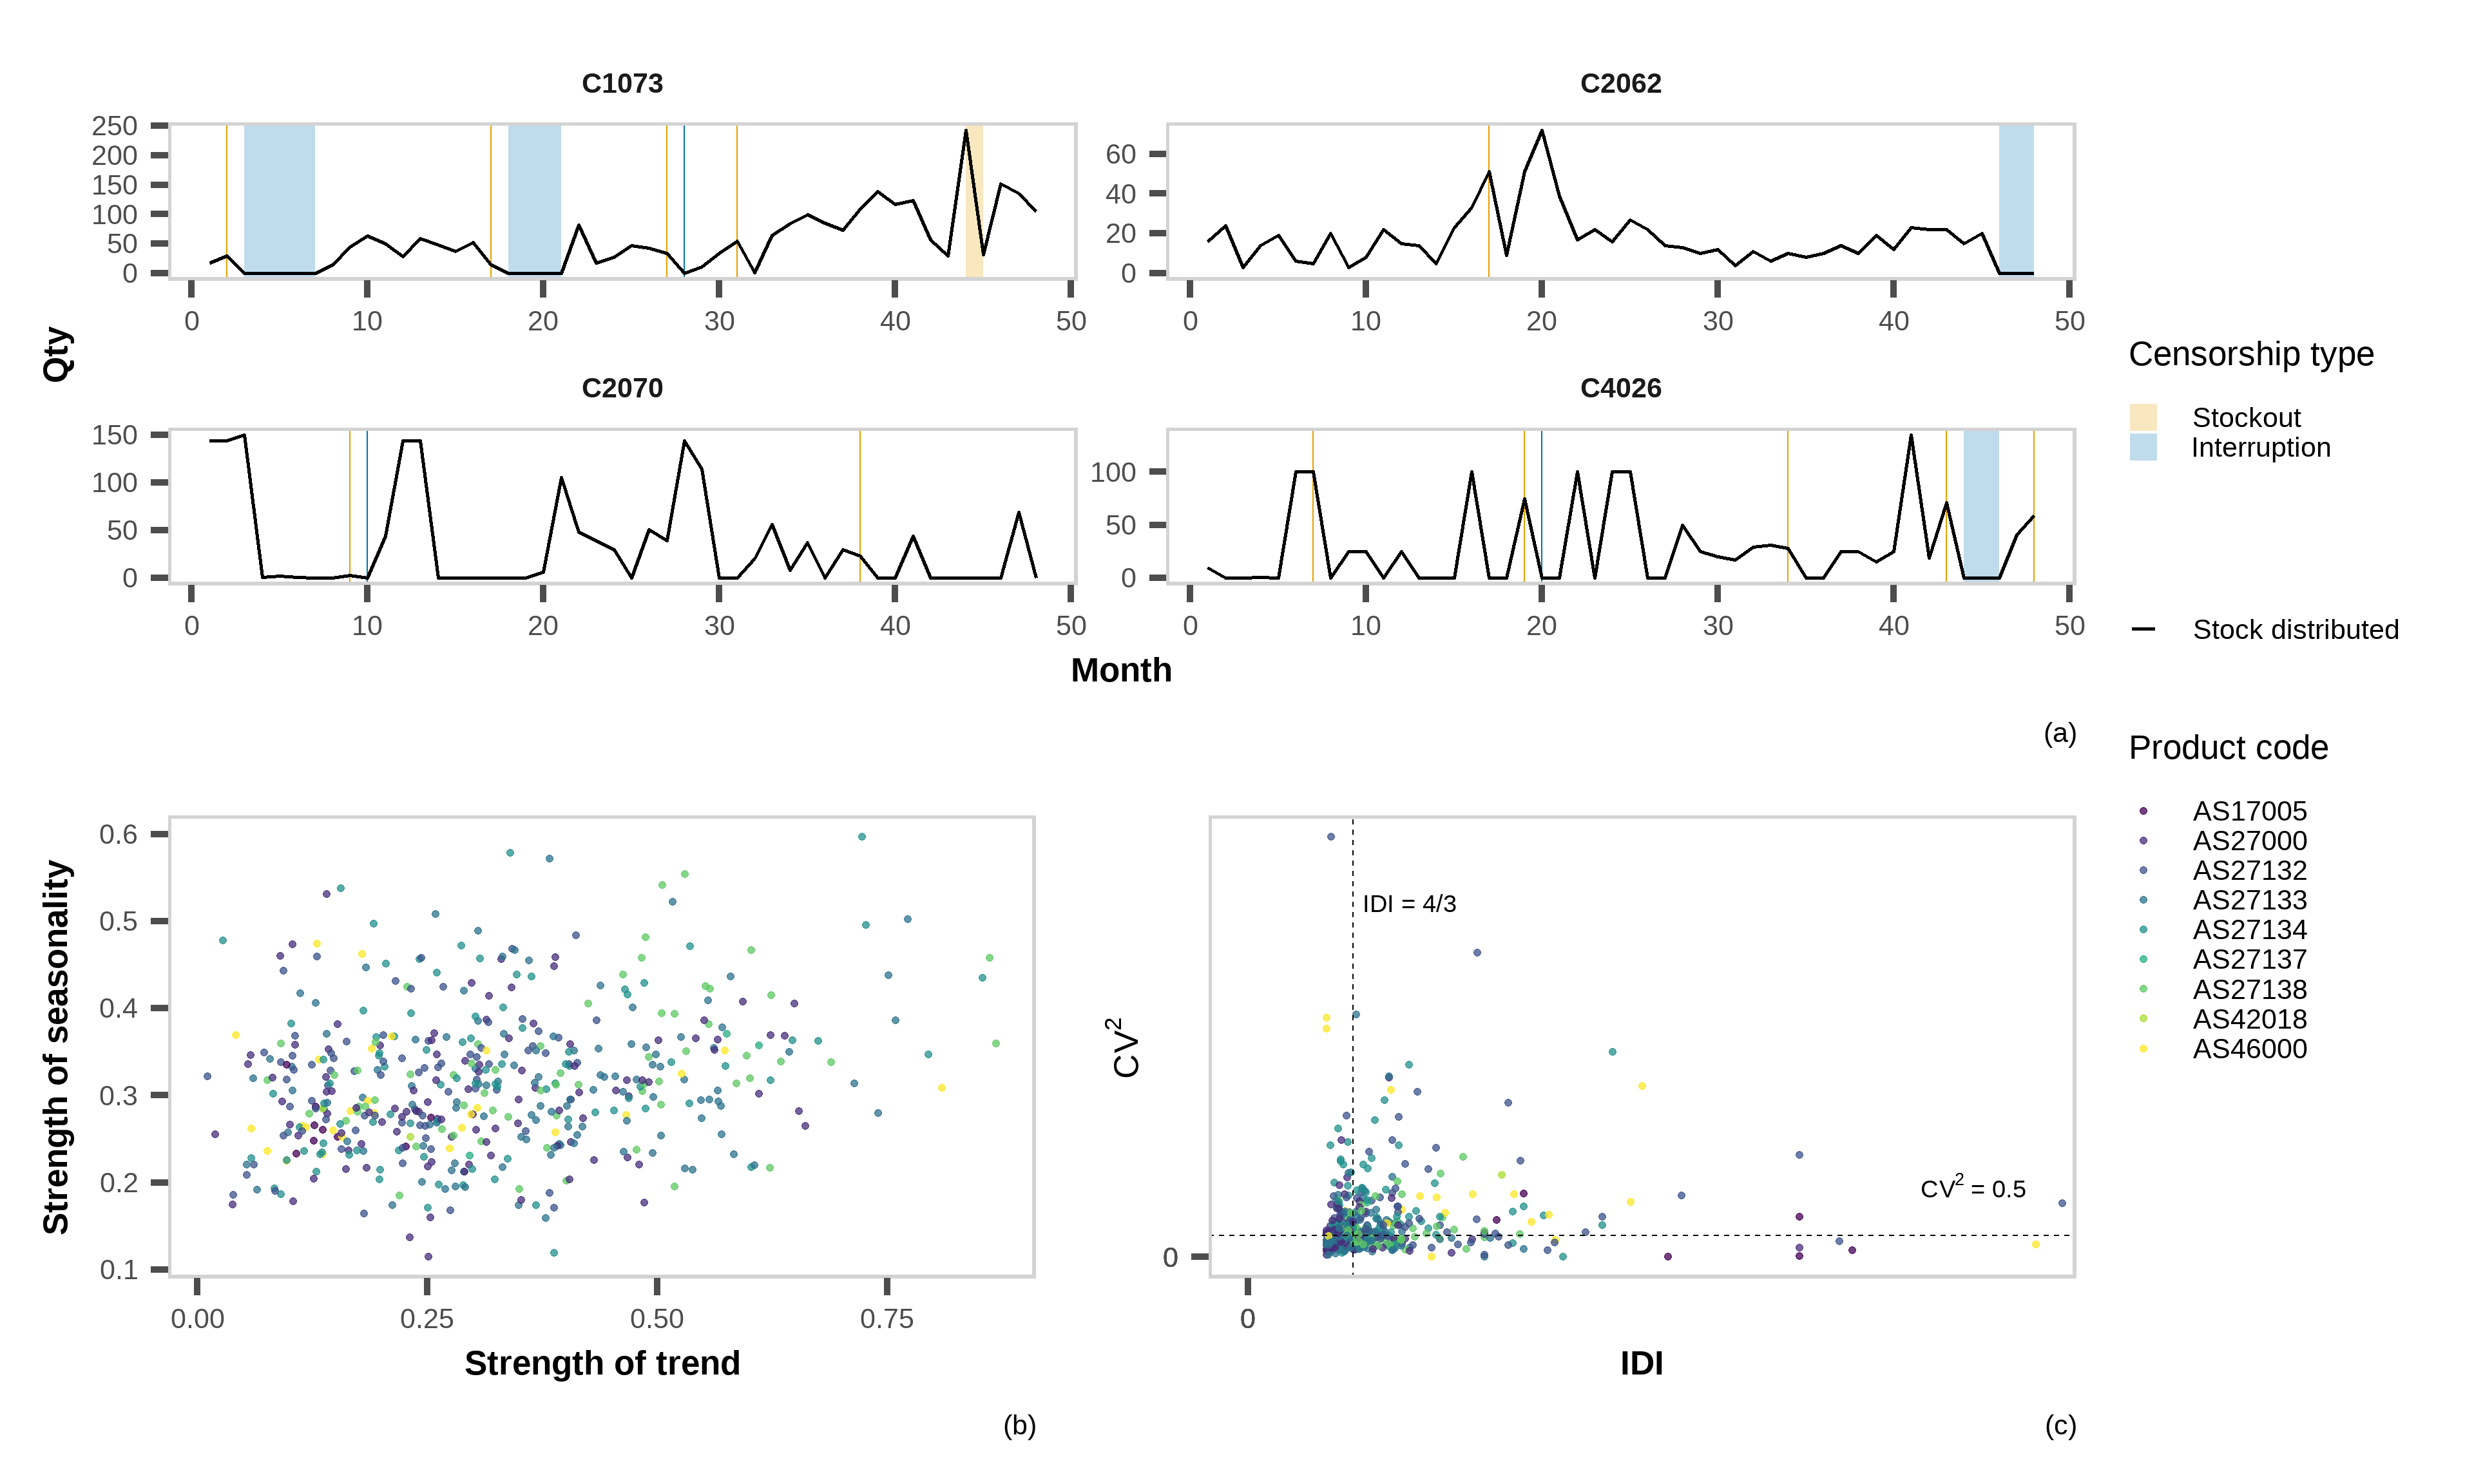 C1073
C2062
250
200
150
100
50
0
60
40
20
0
0 10 20 30 40 50
0 10 20 30 40 50
Qty
C2070
C4026
150
100
50
0
100
50
0
0 10 20 30 40 50
0 10 20 30 40 50
Month
(a)
Censorship type
Stockout
Interruption
Stock distributed
Product code
AS17005
AS27000
AS27132
AS27133
AS27134
AS27137
AS27138
AS42018
AS46000
Strength of seasonality
0.6
0.5
0.4
0.3
0.2
0.1
0.00 0.25 0.50 0.75
Strength of trend
(b)
CV²
IDI = 4/3
CV² = 0.5
0
0
IDI
(c)